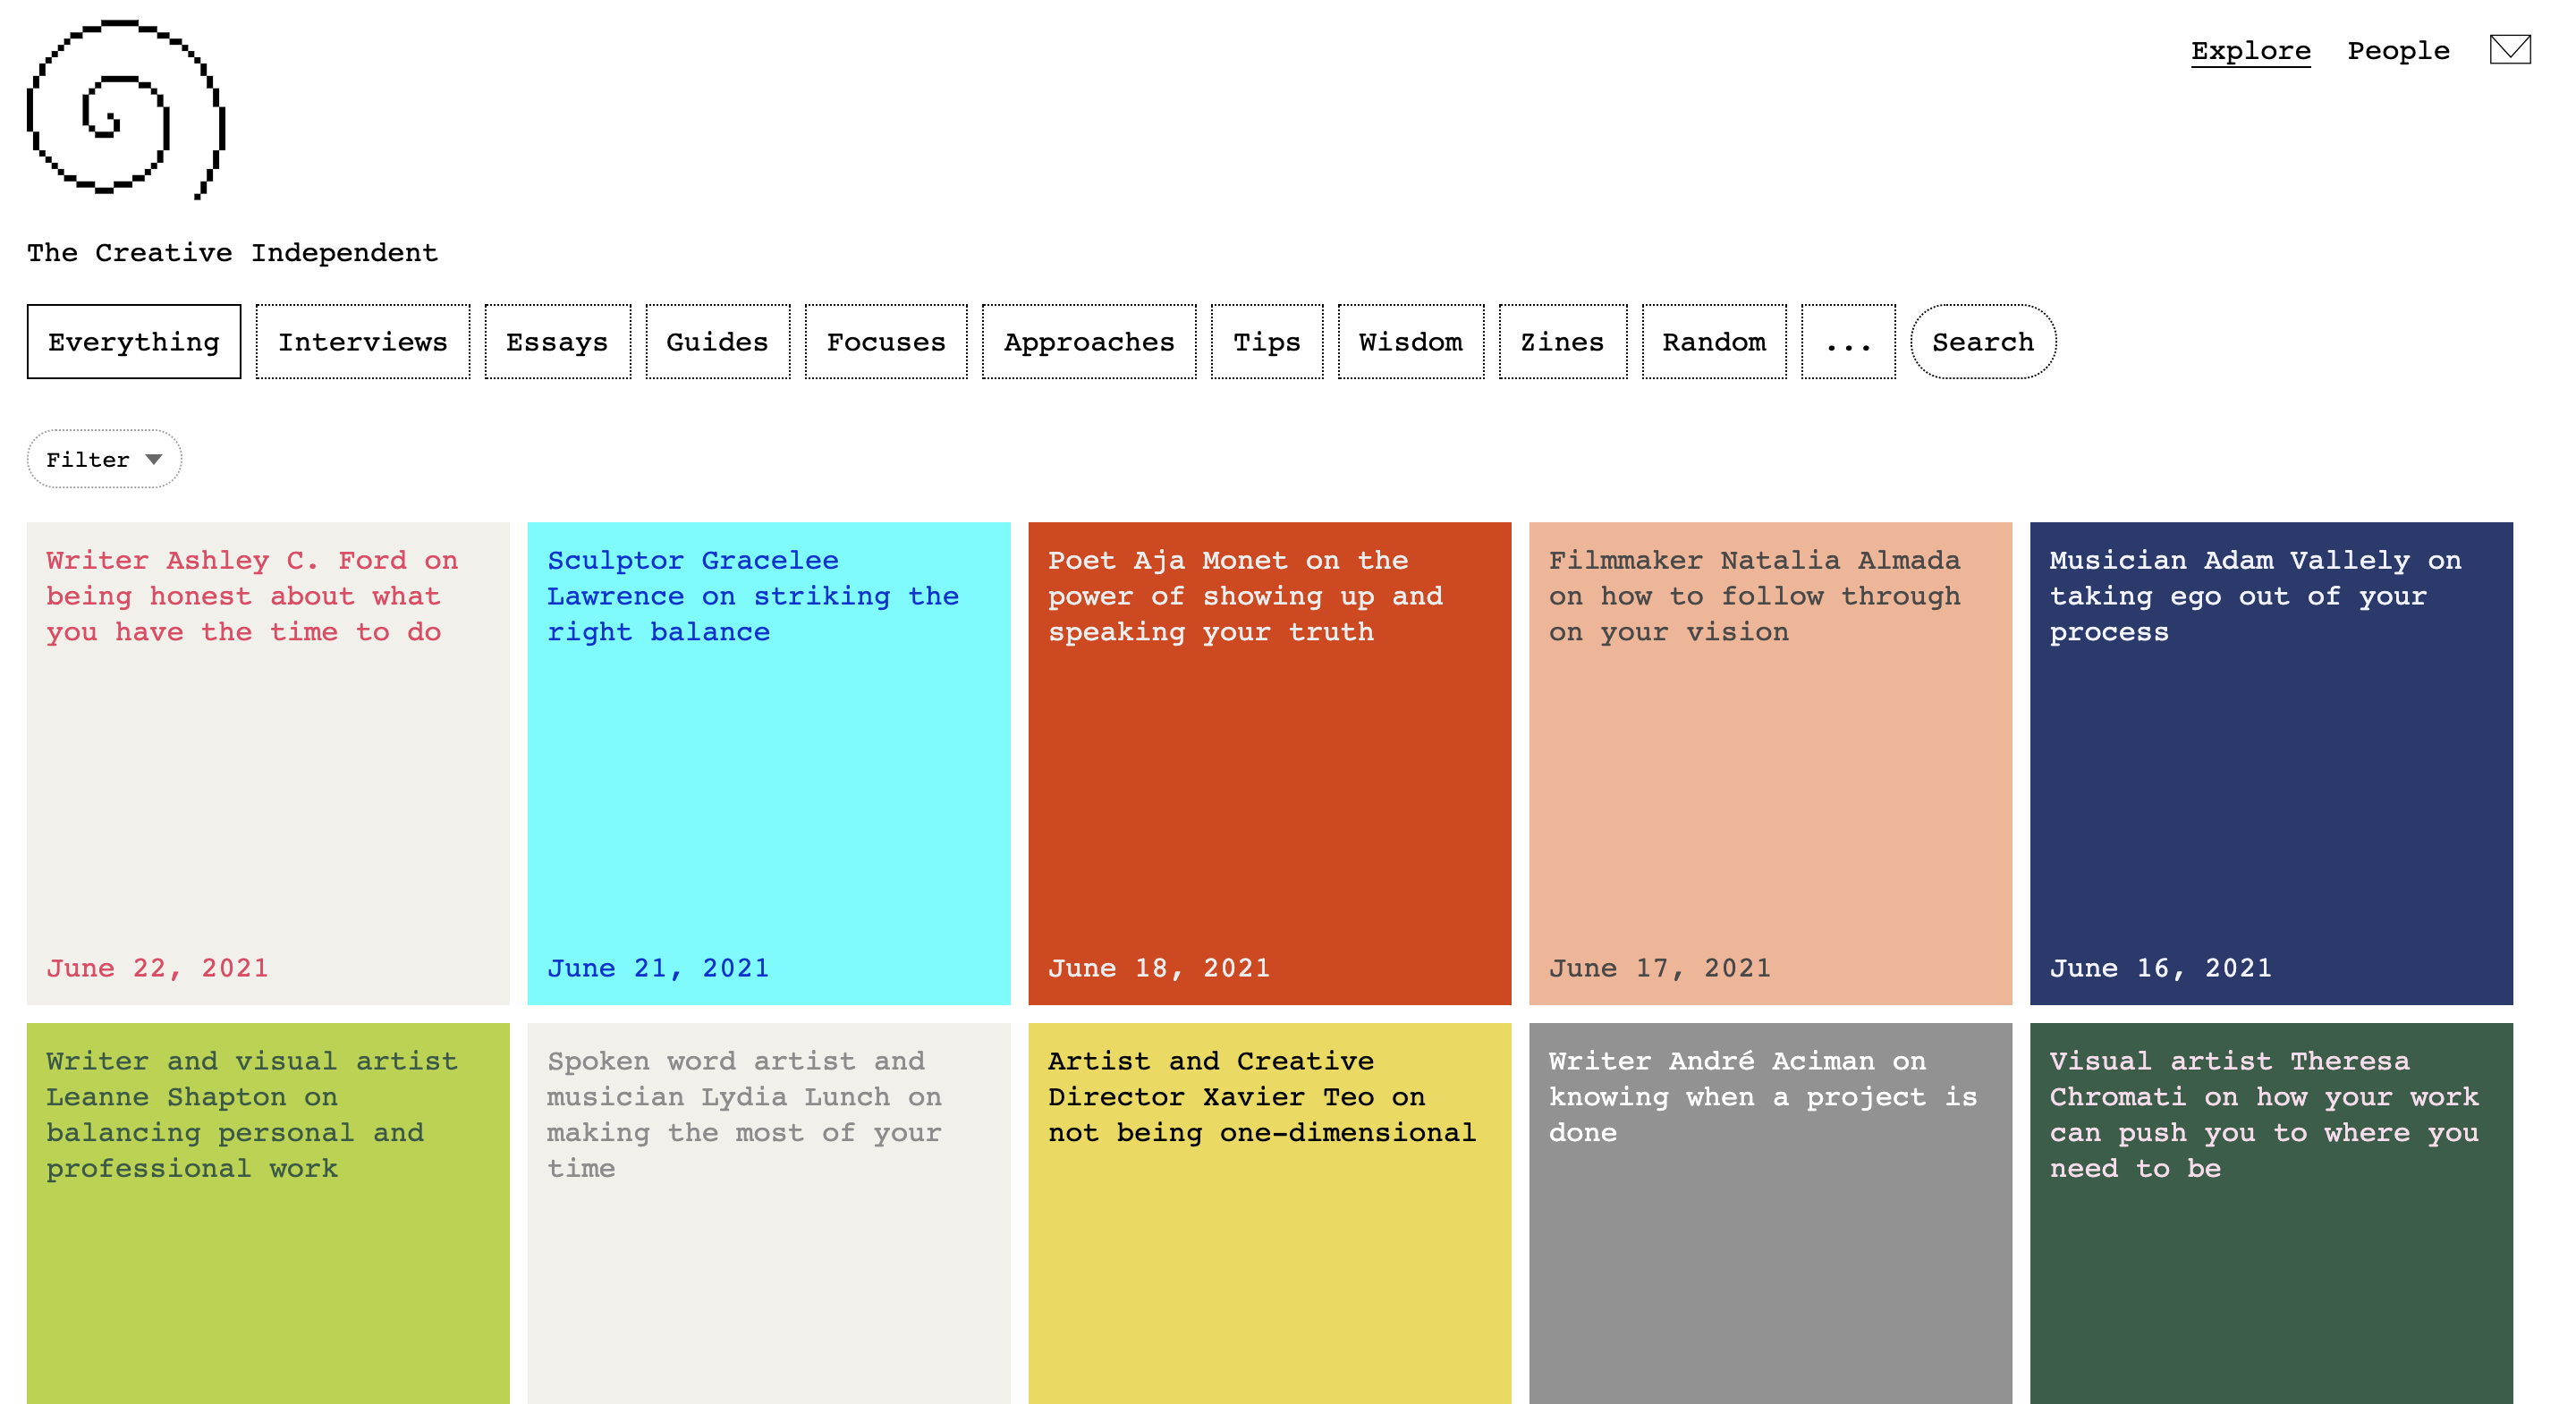 Explore People
The Creative Independent
Everything Interviews Essays Guides Focuses Approaches Tips Wisdom Zines Random ... Search
Filter
Writer Ashley C. Ford on
being honest about what
you have the time to do
June 22, 2021
Sculptor Gracelee
Lawrence on striking the
right balance
June 21, 2021
Poet Aja Monet on the
power of showing up and
speaking your truth
June 18, 2021
Filmmaker Natalia Almada
on how to follow through
on your vision
June 17, 2021
Musician Adam Vallely on
taking ego out of your
process
June 16, 2021
Writer and visual artist
Leanne Shapton on
balancing personal and
professional work
Spoken word artist and
musician Lydia Lunch on
making the most of your
time
Artist and Creative
Director Xavier Teo on
not being one-dimensional
Writer André Aciman on
knowing when a project is
done
Visual artist Theresa
Chromati on how your work
can push you to where you
need to be